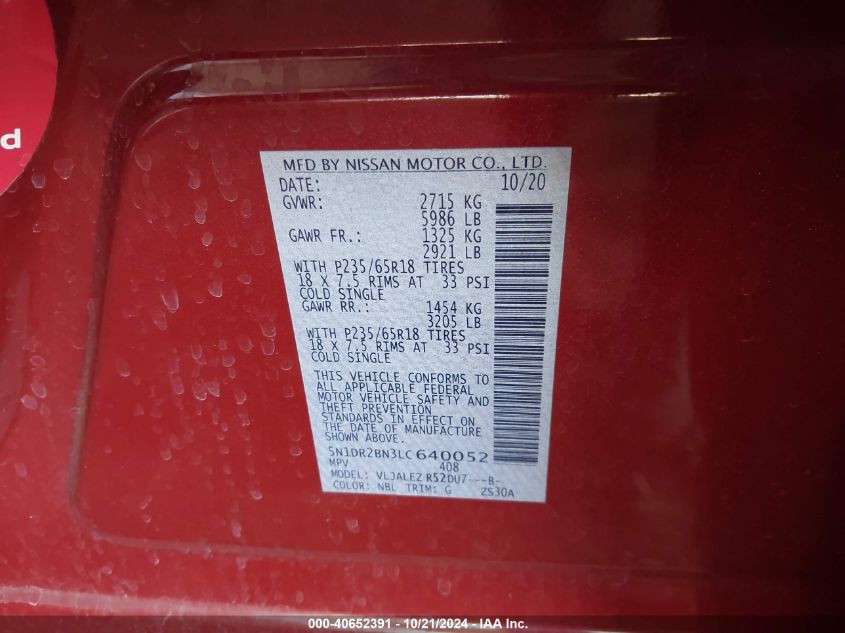 d
MFD BY NISSAN MOTOR CO., LTD.
DATE: 10/20
GVWR: 2715 KG
5986 LB
GAWR FR.: 1325 KG
2921 LB
WITH P235/65R18 TIRES
18 X 7.5 RIMS AT 33 PSI
COLD SINGLE
GAWR RR.: 1454 KG
3205 LB
WITH P235/65R18 TIRES
18 X 7.5 RIMS AT 33 PSI
COLD SINGLE
THIS VEHICLE CONFORMS TO
ALL APPLICABLE FEDERAL
MOTOR VEHICLE SAFETY AND
THEFT PREVENTION
STANDARDS IN EFFECT ON
THE DATE OF MANUFACTURE
SHOWN ABOVE.
5N1DR2BN3LC640052
MPV 408
MODEL: VLJALEZ R52DU7---B-
COLOR: NBL TRIM: G ZS30A
000-40652391 - 10/21/2024 - IAA Inc.